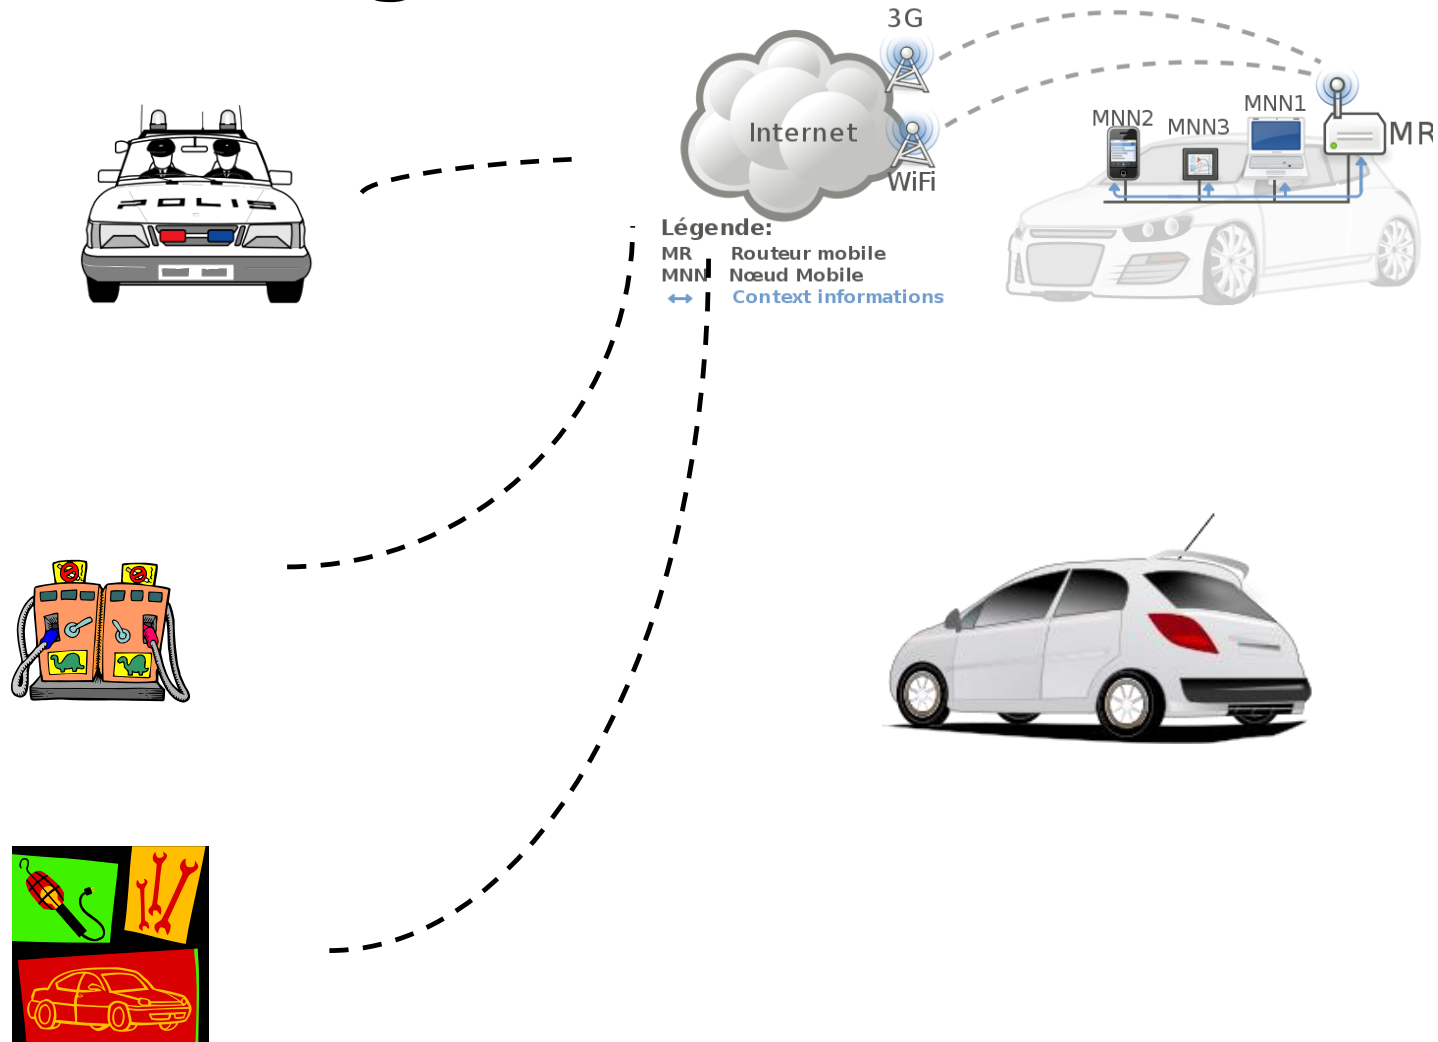 3G
MNN1
MNN2
MNN3
MR
Internet
WiFi
POLIS
Légende:
MR Routeur mobile
MNN Nœud Mobile
Context informations